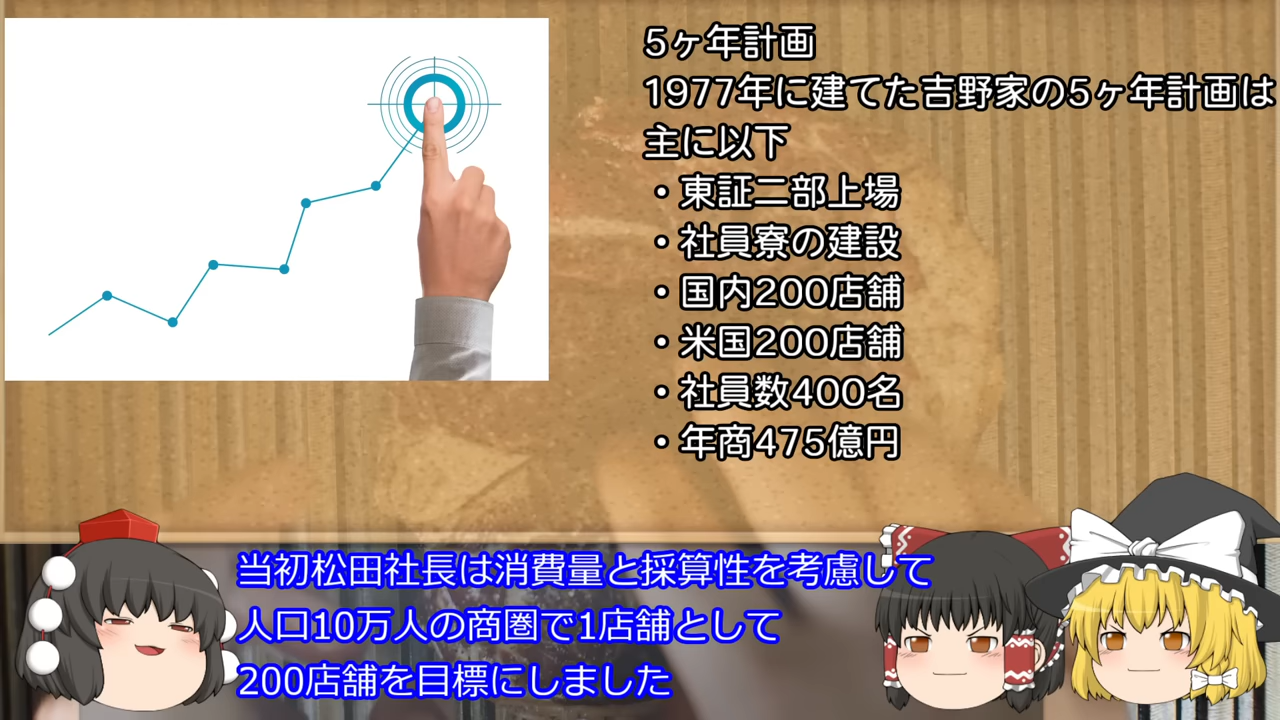 5ヶ年計画
1977年に建てた吉野家の5ヶ年計画は
主に以下
・東証二部上場
・社員寮の建設
・国内200店舗
・米国200店舗
・社員数400名
・年商475億円
当初松田社長は消費量と採算性を考慮して
人口10万人の商圏で1店舗として
200店舗を目標にしました